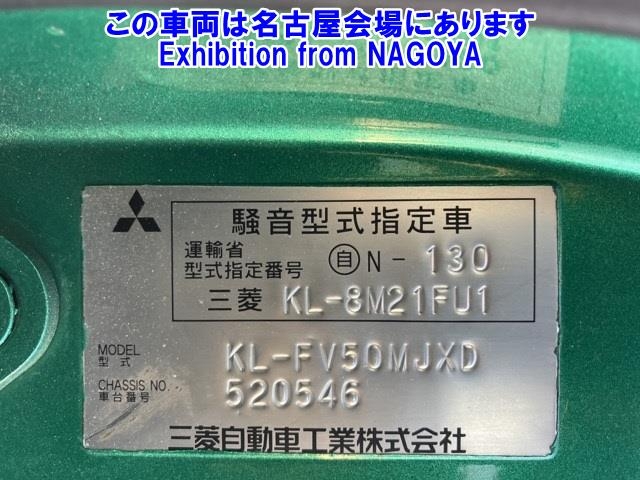 この車両は名古屋会場にあります
Exhibition from NAGOYA
騒音型式指定車
運輸省
型式指定番号 自 N - 130
三菱 KL-8M21FU1
MODEL
型式 KL-FV50MJXD
CHASSIS NO.
車台番号 520546
三菱自動車工業株式会社